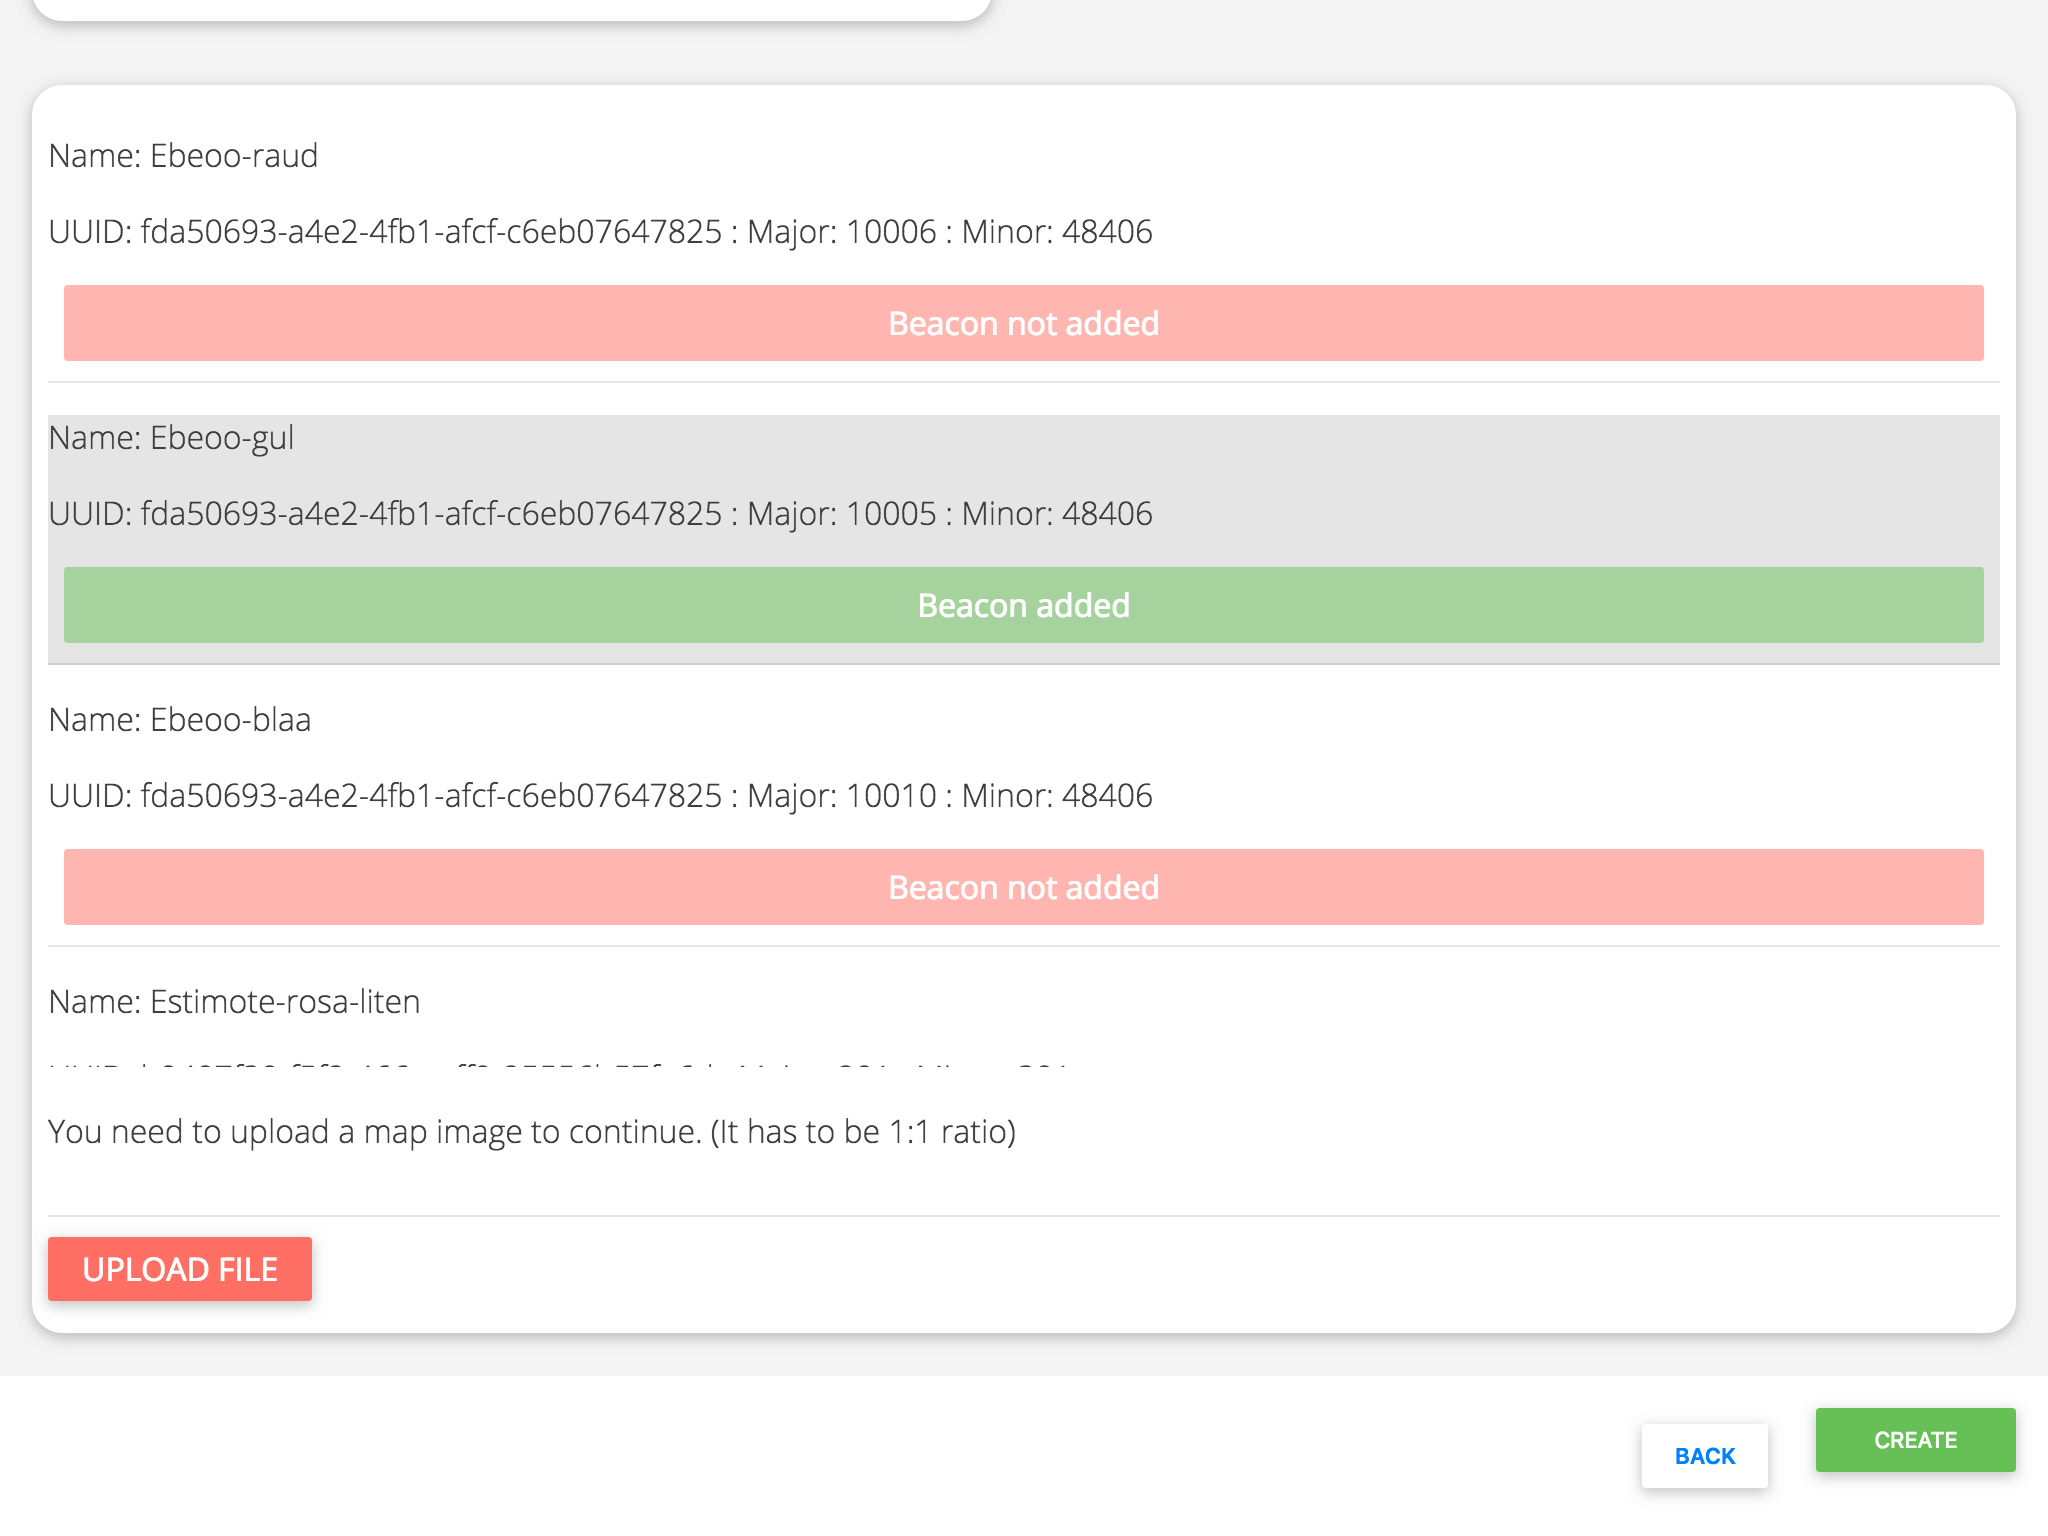 Name: Ebeoo-raud
UUID: fda50693-a4e2-4fb1-afcf-c6eb07647825 : Major: 10006 : Minor: 48406
Beacon not added
Name: Ebeoo-gul
UUID: fda50693-a4e2-4fb1-afcf-c6eb07647825 : Major: 10005 : Minor: 48406
Beacon added
Name: Ebeoo-blaa
UUID: fda50693-a4e2-4fb1-afcf-c6eb07647825 : Major: 10010 : Minor: 48406
Beacon not added
Name: Estimote-rosa-liten
You need to upload a map image to continue. (It has to be 1:1 ratio)
UPLOAD FILE
BACK
CREATE